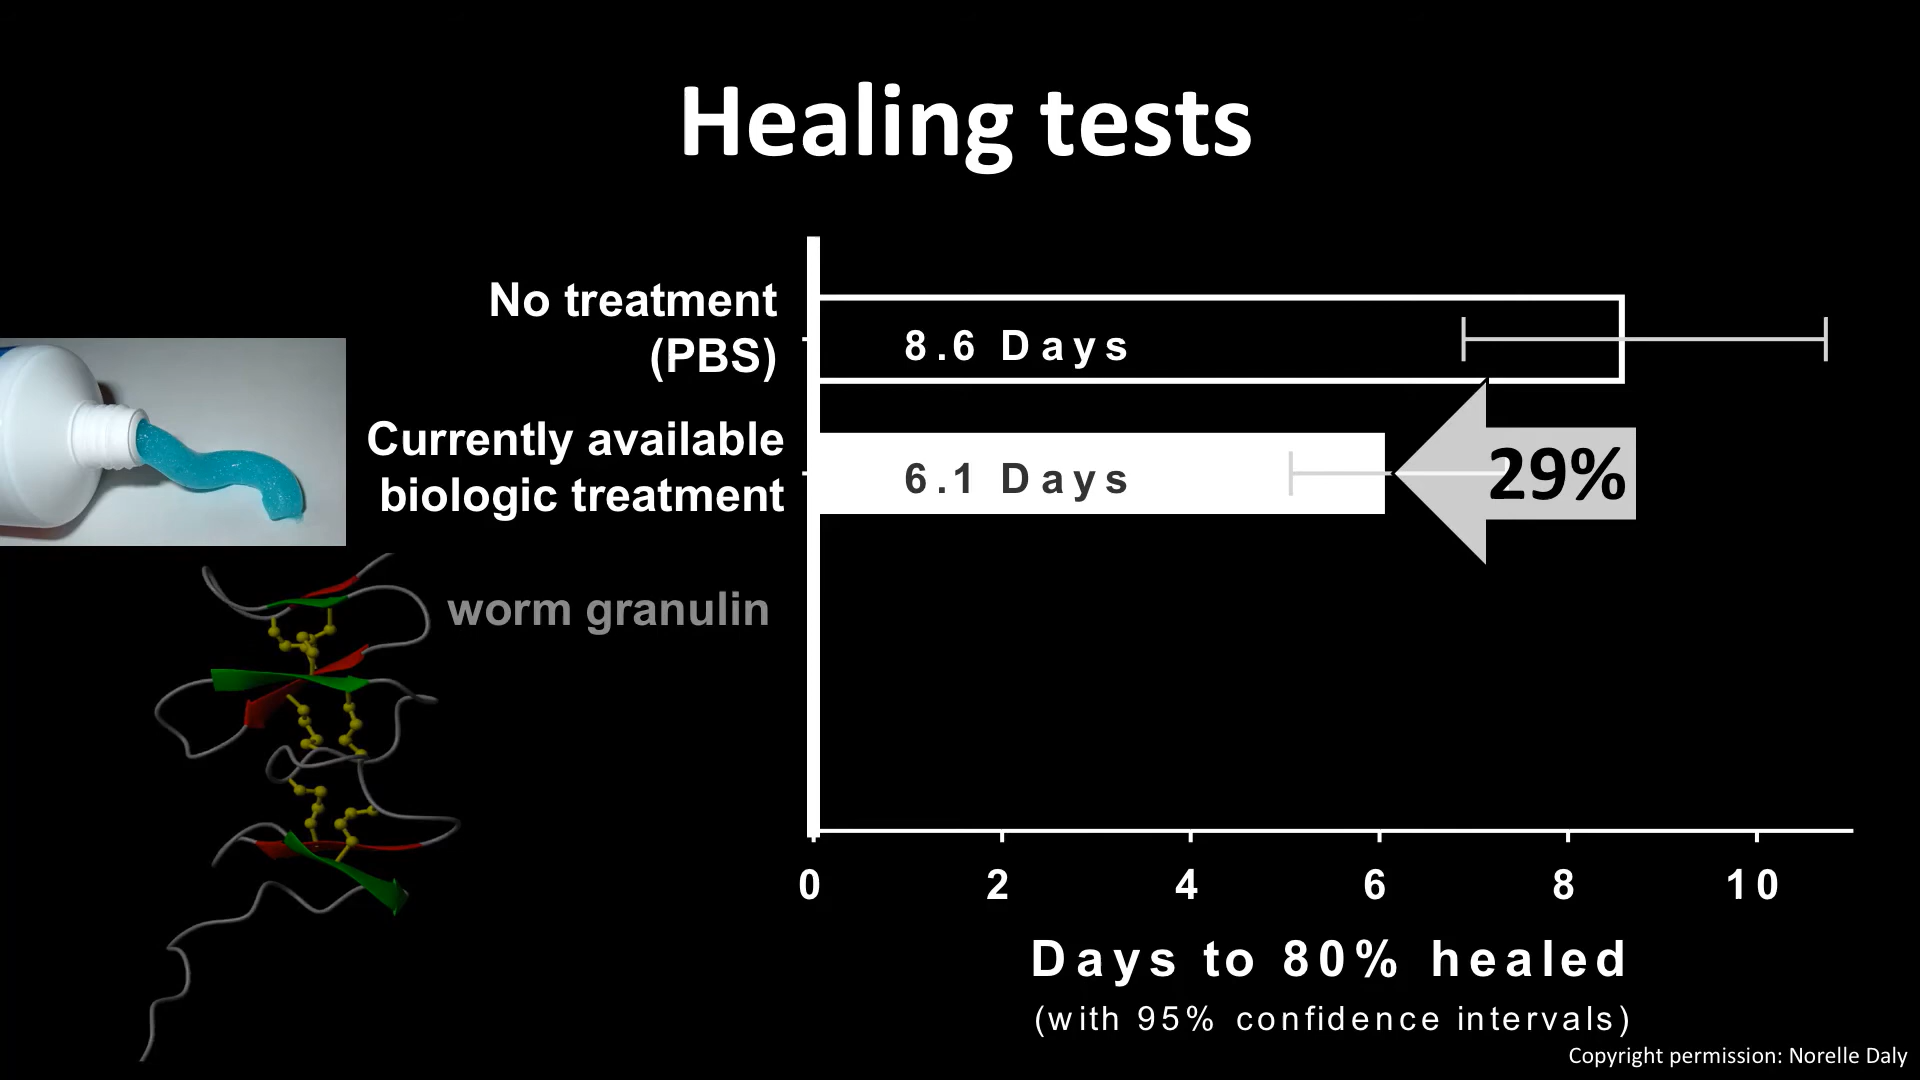 Healing tests
No treatment
(PBS)
8.6 Days
Currently available
biologic treatment
6.1 Days
29%
worm granulin
0 2 4 6 8 10
Days to 80% healed
(with 95% confidence intervals)
Copyright permission: Norelle Daly